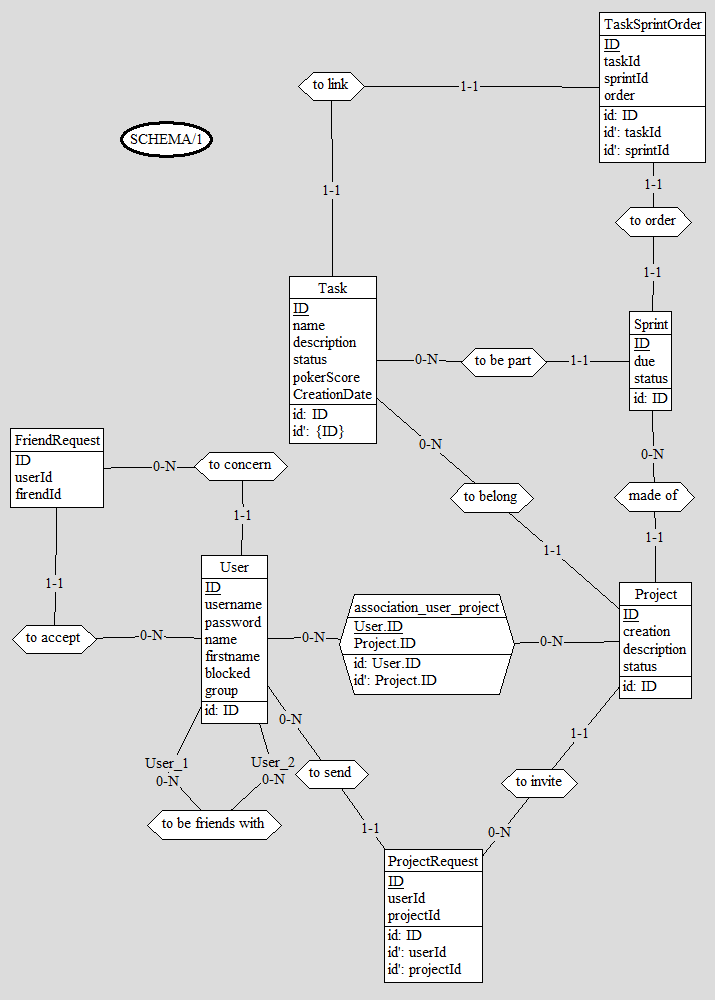 TaskSprintOrder
ID
taskId
sprintId
order
id: ID
id': taskId
id': sprintId
to link
1-1
SCHEMA/1
1-1
1-1
to order
1-1
Task
ID
name
description
status
pokerScore
CreationDate
id: ID
id': {ID}
Sprint
ID
due
status
id: ID
0-N
to be part
1-1
FriendRequest
ID
userId
firendId
0-N
to concern
1-1
0-N
to belong
1-1
0-N
made of
1-1
User
ID
username
password
name
firstname
blocked
group
id: ID
1-1
to accept
0-N
0-N
association_user_project
User.ID
Project.ID
id: User.ID
id': Project.ID
0-N
Project
ID
creation
description
status
id: ID
User_1
0-N
User_2
0-N
to be friends with
0-N
to send
1-1
1-1
to invite
0-N
ProjectRequest
ID
userId
projectId
id: ID
id': userId
id': projectId